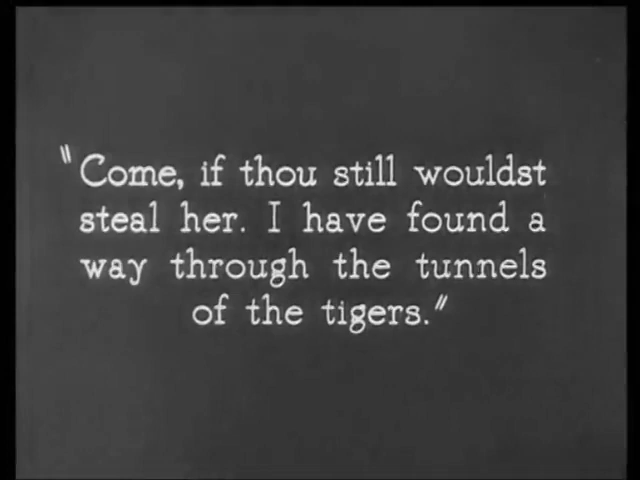 "Come, if thou still wouldst
steal her. I have found a
way through the tunnels
of the tigers."